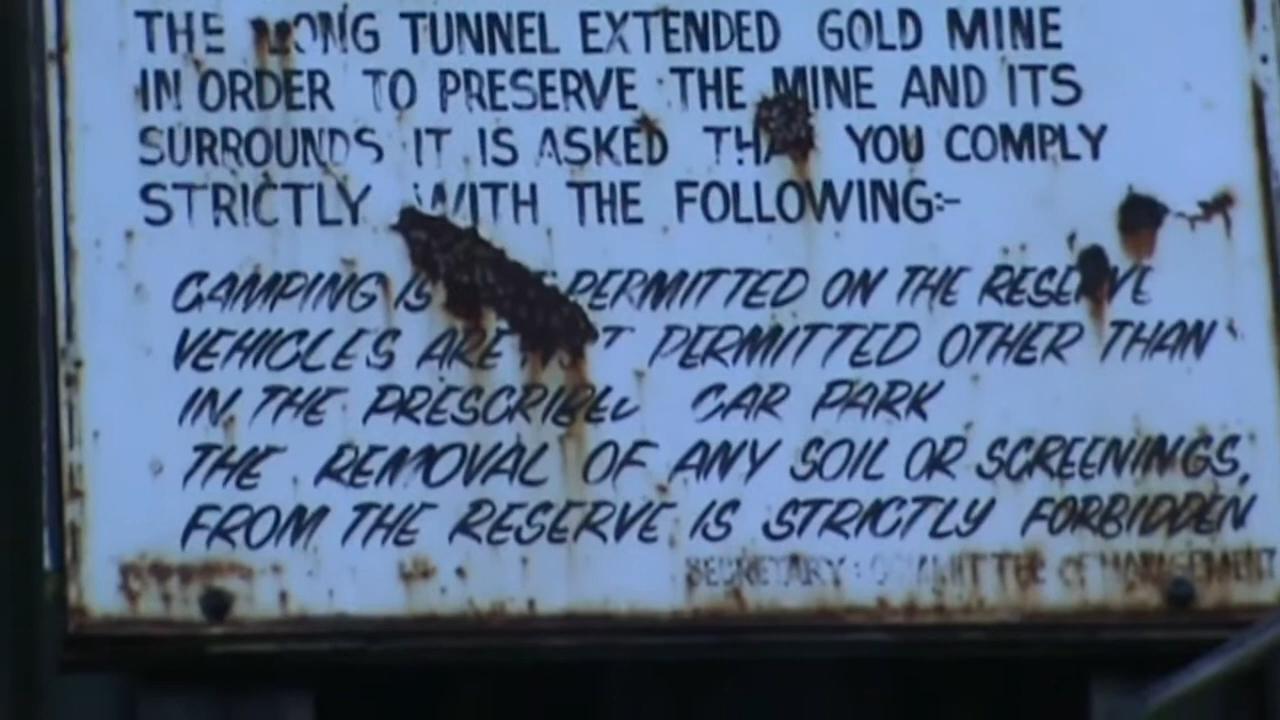 THE LONG TUNNEL EXTENDED GOLD MINE
IN ORDER TO PRESERVE THE MINE AND ITS
SURROUNDS IT IS ASKED THAT YOU COMPLY
STRICTLY WITH THE FOLLOWING:-
CAMPING IS PERMITTED ON THE RESERVE
VEHICLES ARE NOT PERMITTED OTHER THAN
IN THE PRESCRIBED CAR PARK
THE REMOVAL OF ANY SOIL OR SCREENINGS,
FROM THE RESERVE IS STRICTLY FORBIDDEN
SECRETARY: COMMITTEE OF MANAGEMENT